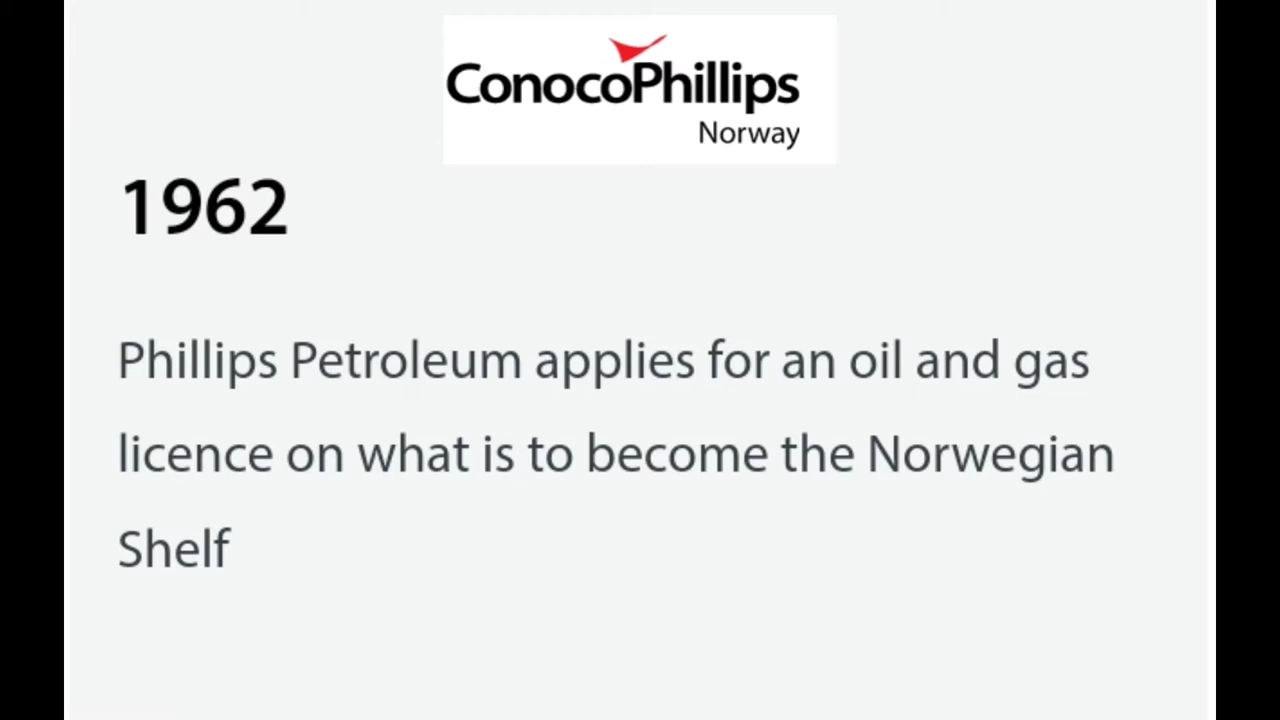 ConocoPhillips
Norway
1962
Phillips Petroleum applies for an oil and gas
licence on what is to become the Norwegian
Shelf